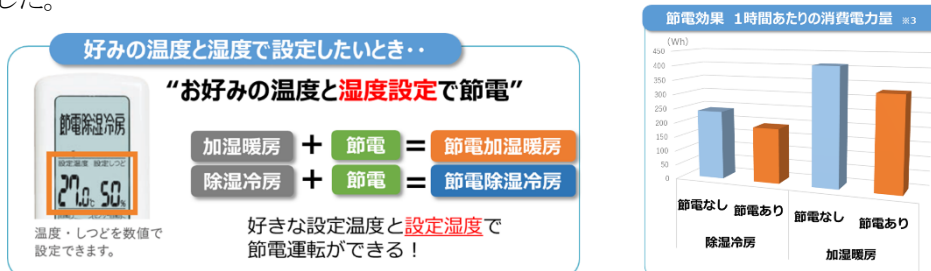 した。
好みの温度と湿度で設定したいとき‥
“お好みの温度と湿度設定で節電”
節電除湿冷房
設定温度 設定しつど
27.0℃ 50%
加湿暖房 + 節電 = 節電加湿暖房
除湿冷房 + 節電 = 節電除湿冷房
温度・しつどを数値で
設定できます。
好きな設定温度と設定湿度で
節電運転ができる！
節電効果 1時間あたりの消費電力量 ※3
(Wh)
450
400
350
300
250
200
150
100
50
0
節電なし 節電あり 節電なし 節電あり
除湿冷房 加湿暖房